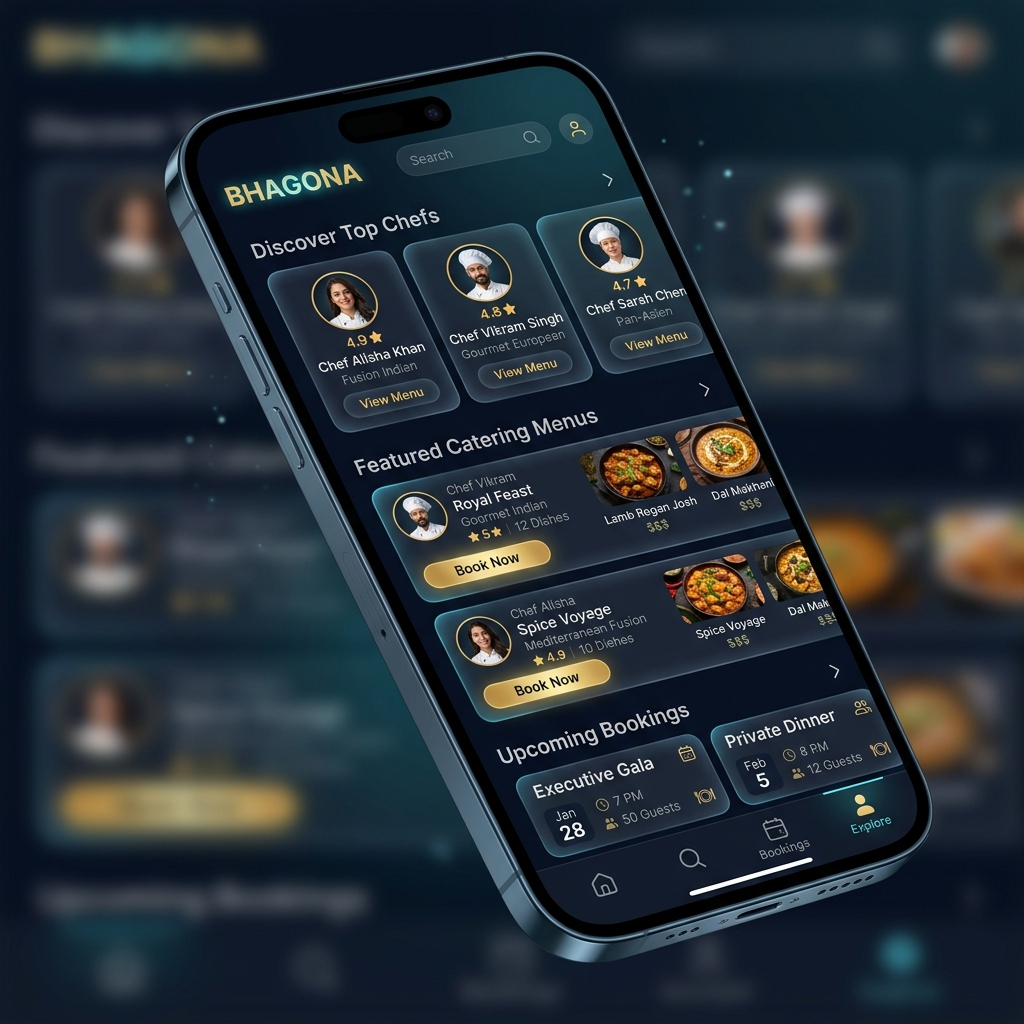 BHAGONA
Search
Discover Top Chefs
4.9
Chef Alisha Khan
Fusion Indian
View Menu
4.8
Chef Vikram Singh
Gourmet European
View Menu
4.7
Chef Sarah Chen
Pan-Asien
View Menu
Featured Catering Menus
Chef Vikram
Royal Feast
Gourmet Indian
5 | 12 Dishes
Book Now
Lamb Regan Josh
$$$
Dal Makhani
$$$
Chef Alisha
Spice Voyage
Mediterranean Fusion
4.9 | 10 Diehes
Book Now
Spice Voyage
$$$
Dal Mak
$$
Upcoming Bookings
Executive Gala
Jan
28
7 PM
50 Guests
Private Dinner
Feb
5
8 PM
12 Guests
Bookings
Explore